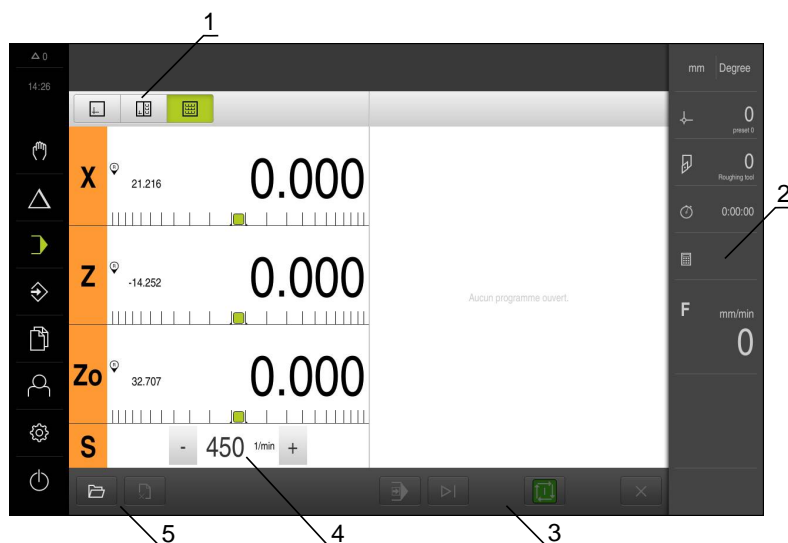 1
0
14:26
mm Degree
0
preset 0
0
Roughing tool
0:00:00
2
F mm/min
0
X R 21.216 0.000
Z R -14.252 0.000
Zo R 32.707 0.000
S - 450 1/min +
Aucun programme ouvert.
5
4
3